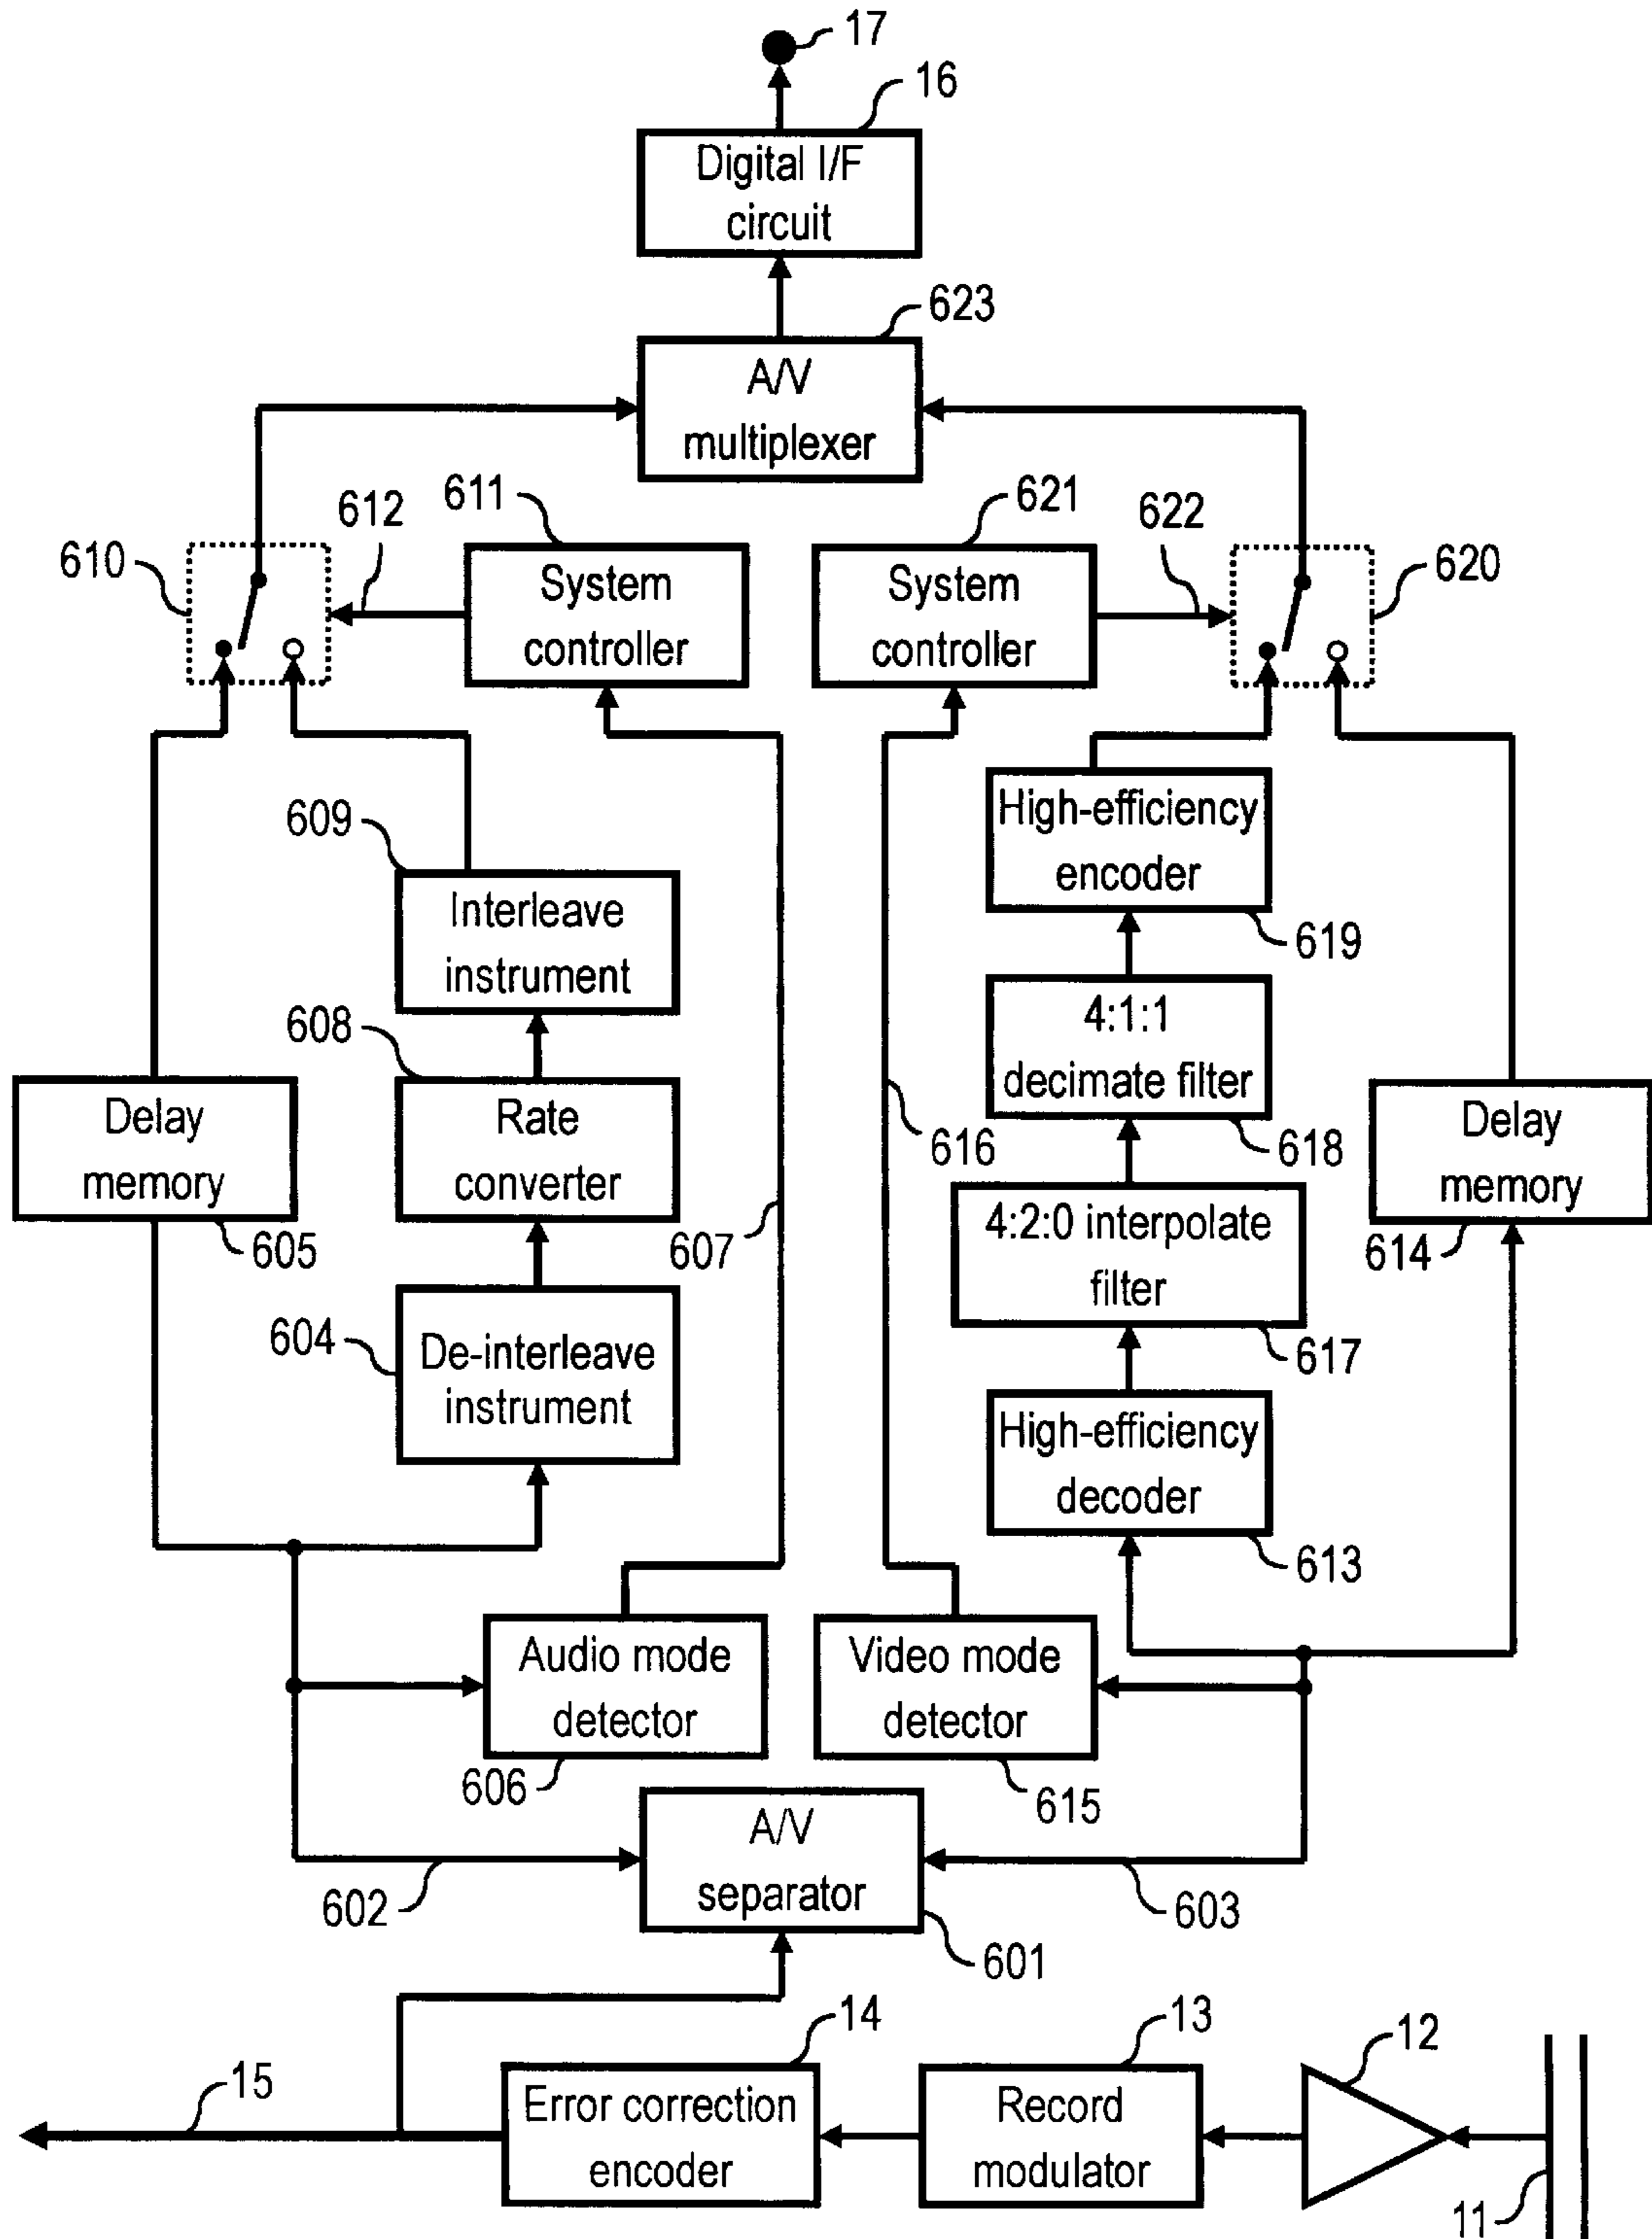 17
16
Digital I/F
circuit
623
A/V
multiplexer
611
621
612
622
610
620
System
controller
System
controller
609
High-efficiency
encoder
Interleave
instrument
619
608
4:1:1
decimate filter
Delay
memory
Rate
converter
616
618
Delay
memory
605
607
4:2:0 interpolate
filter
614
604
De-interleave
instrument
617
High-efficiency
decoder
613
Audio mode
detector
Video mode
detector
606
615
A/V
separator
602
603
601
14
13
12
15
Error correction
encoder
Record
modulator
11